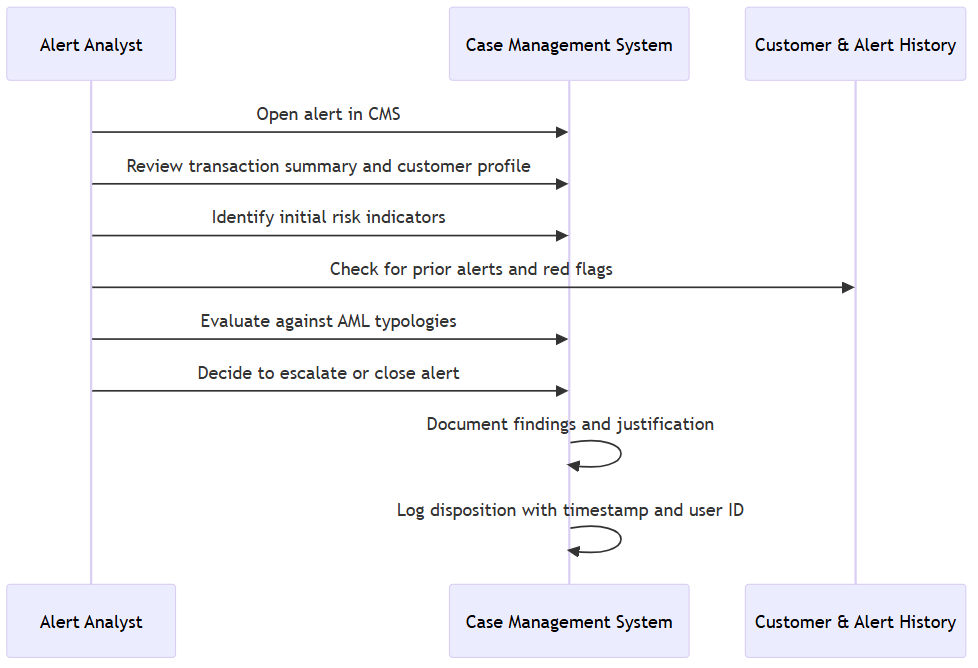 Alert Analyst
Case Management System
Customer & Alert History
Open alert in CMS
Review transaction summary and customer profile
Identify initial risk indicators
Check for prior alerts and red flags
Evaluate against AML typologies
Decide to escalate or close alert
Document findings and justification
Log disposition with timestamp and user ID
Alert Analyst
Case Management System
Customer & Alert History